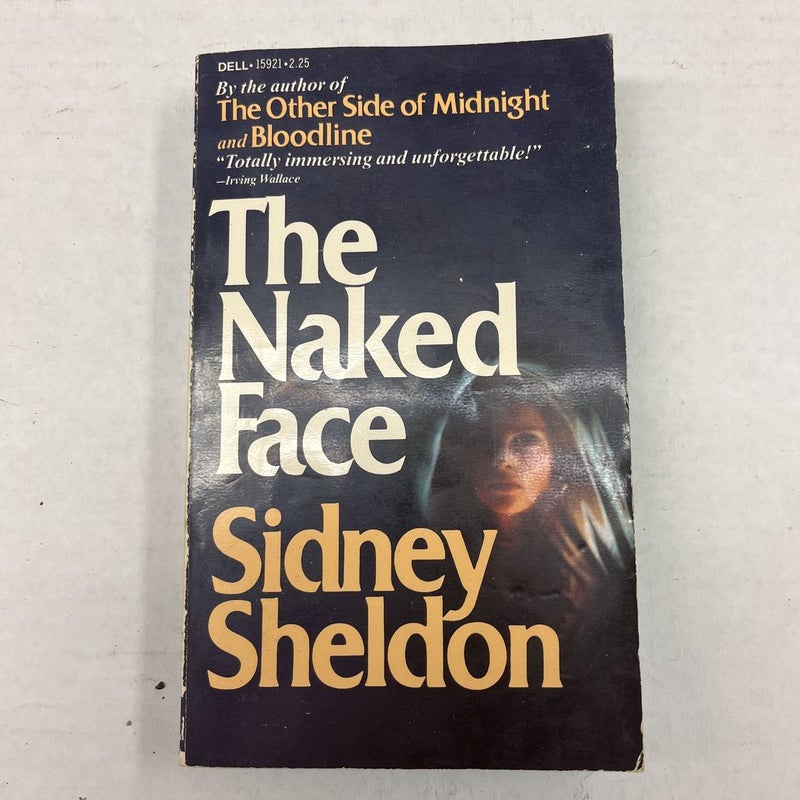 DELL • 15921 • 2.25
By the author of
The Other Side of Midnight
and Bloodline
“Totally immersing and unforgettable!”
—Irving Wallace
The
Naked
Face
Sidney
Sheldon